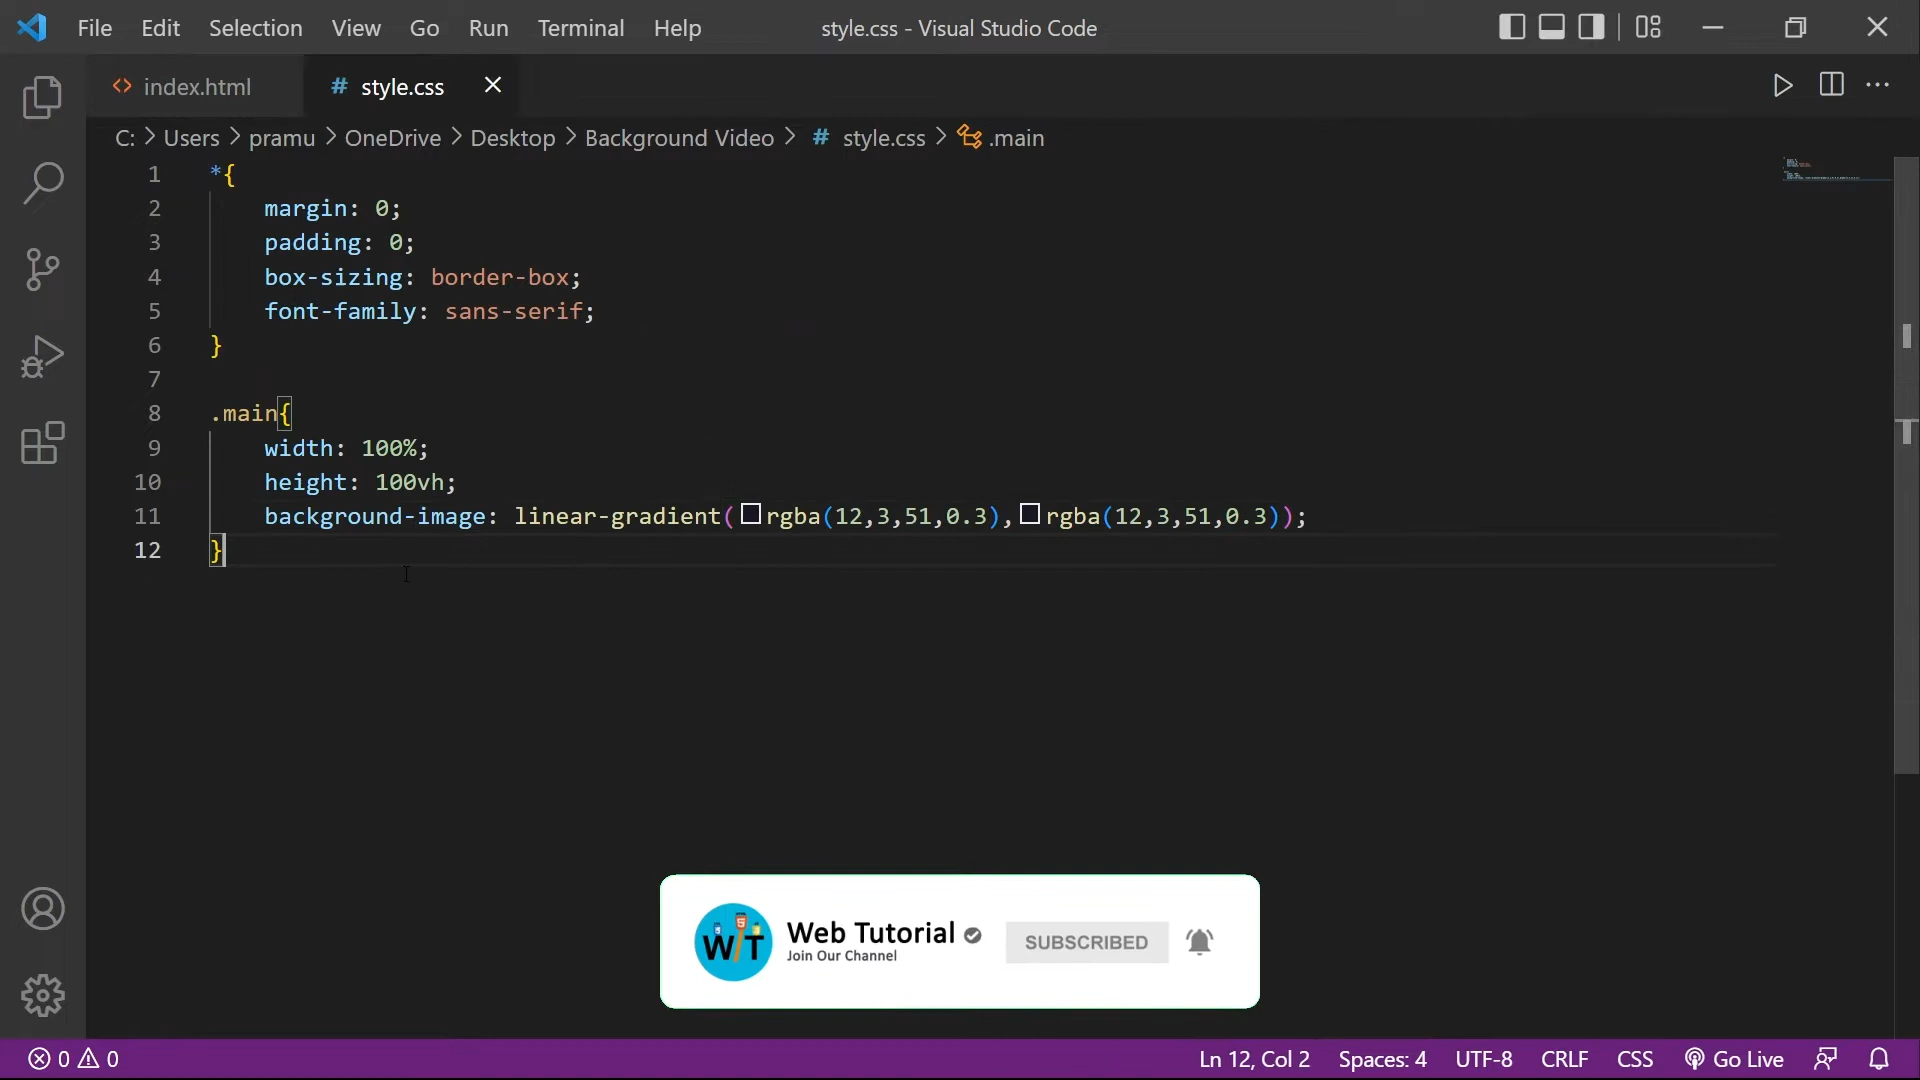 File Edit Selection View Go Run Terminal Help style.css - Visual Studio Code
index.html # style.css
C: > Users > pramu > OneDrive > Desktop > Background Video > # style.css > .main
1 *{
2 margin: 0;
3 padding: 0;
4 box-sizing: border-box;
5 font-family: sans-serif;
6 }
7
8 .main{
9 width: 100%;
10 height: 100vh;
11 background-image: linear-gradient(rgba(12,3,51,0.3),rgba(12,3,51,0.3));
12 }
W/T Web Tutorial SUBSCRIBED
Join Our Channel
0 0 Ln 12, Col 2 Spaces: 4 UTF-8 CRLF CSS Go Live